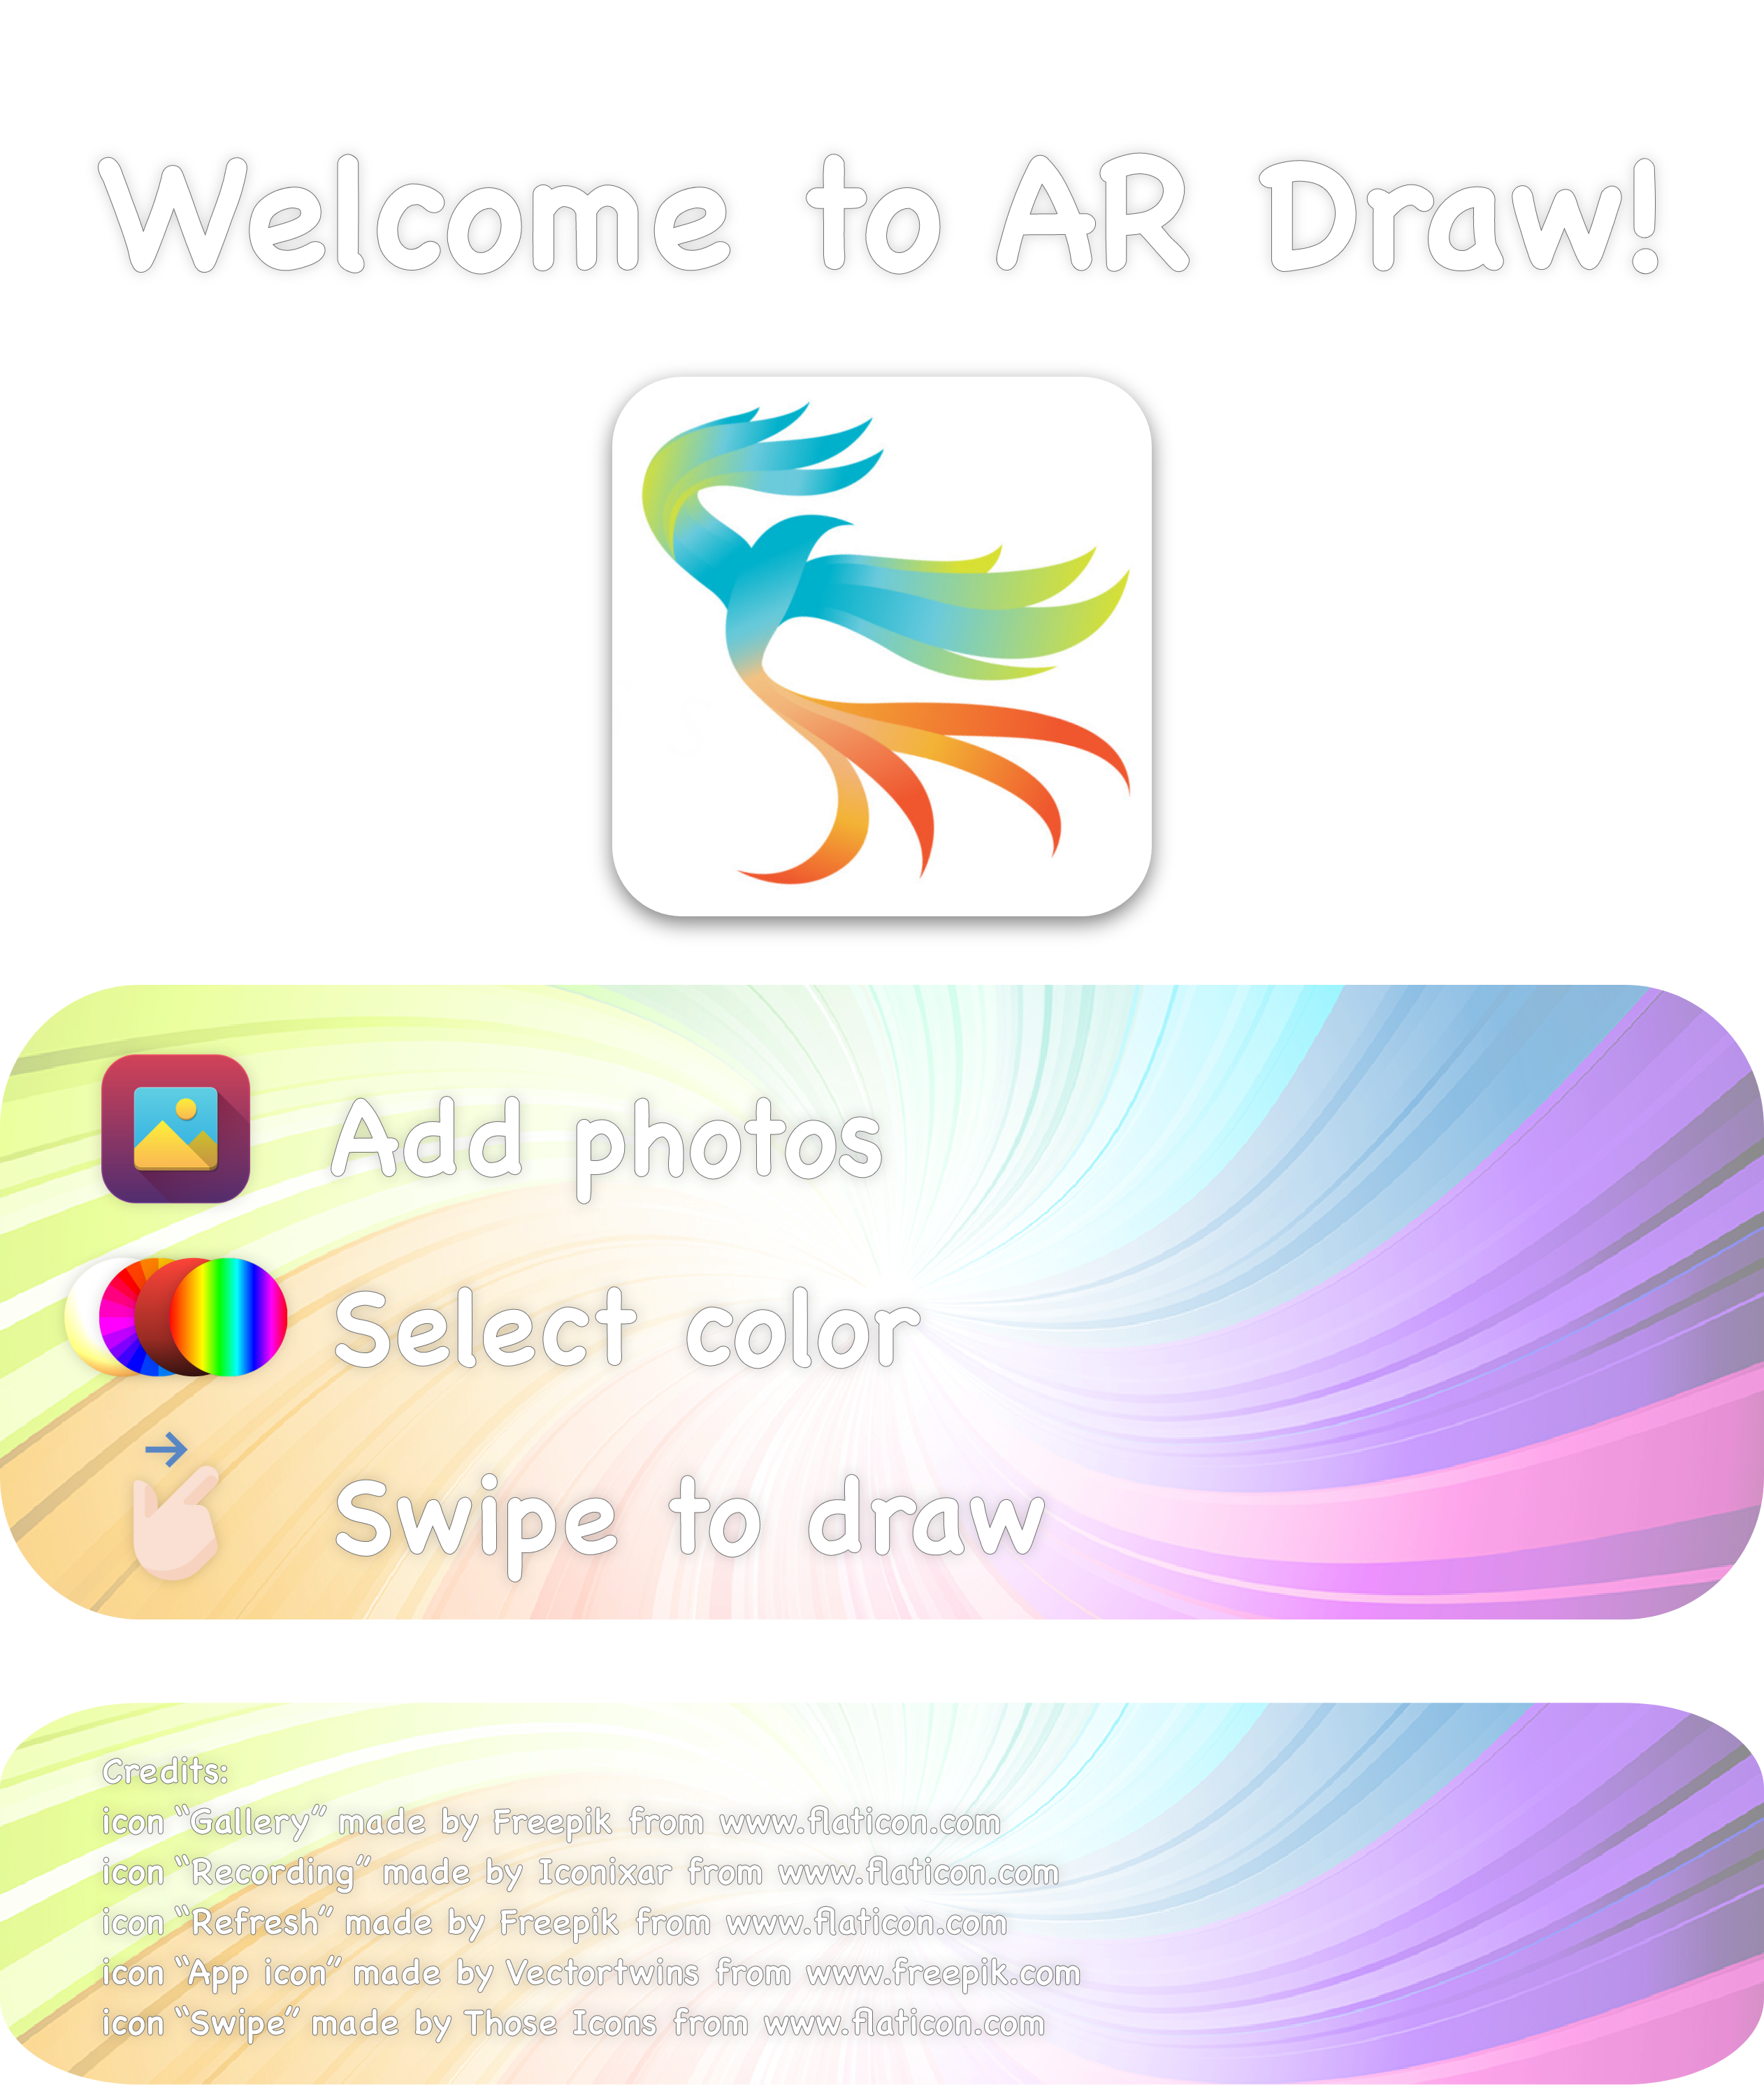 Welcome to AR Draw!
Add photos
Select color
Swipe to draw
Credits:
icon “Gallery” made by Freepik from www.flaticon.com
icon “Recording” made by Iconixar from www.flaticon.com
icon “Refresh” made by Freepik from www.flaticon.com
icon “App icon” made by Vectortwins from www.freepik.com
icon “Swipe” made by Those Icons from www.flaticon.com